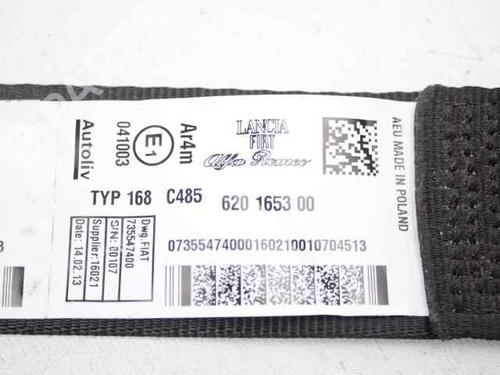 Autoliv
041003
E1
Ar4m
LANCIA
FIAT
Alfa Romeo
AEU MADE IN POLAND
TYP 168
C485
620 1653 00
Dwg.FIAT
735547400
S/N: 00107
Supplier:16021
Date: 14.02.13
07355474000160210010704513